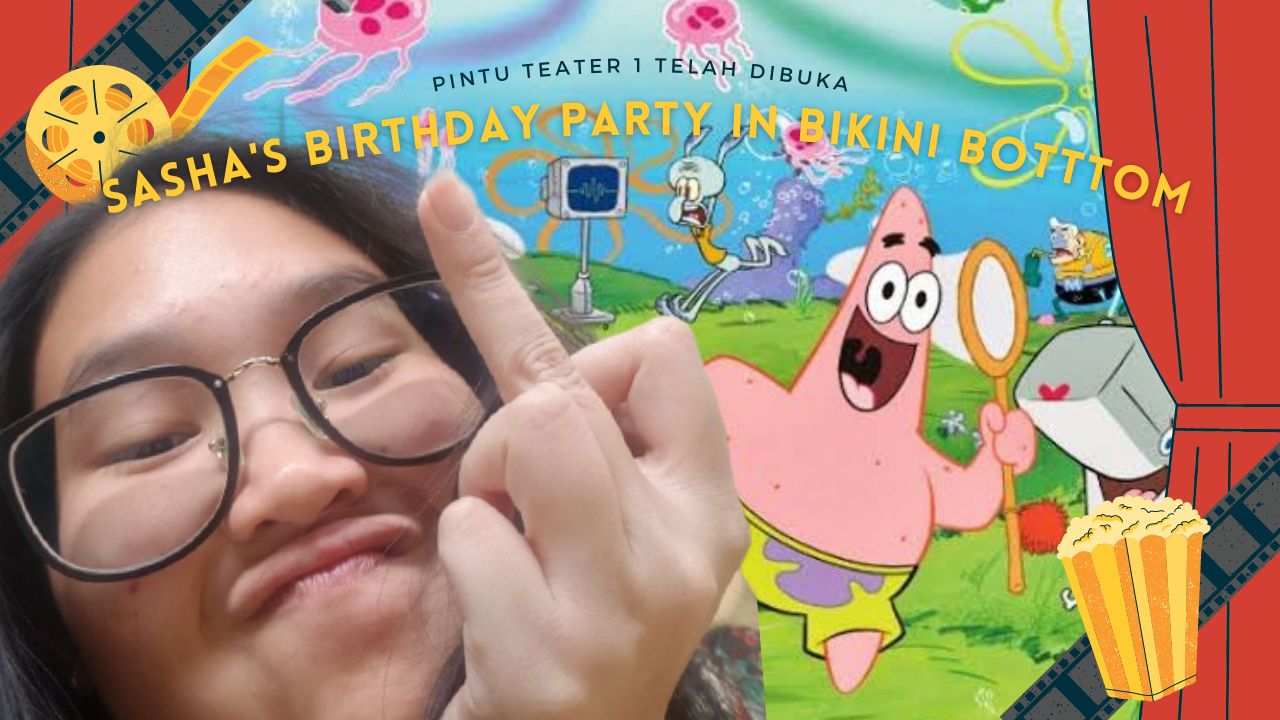 PINTU TEATER 1 TELAH DIBUKA
SASHA'S BIRTHDAY PARTY IN BIKINI BOTTTOM
M